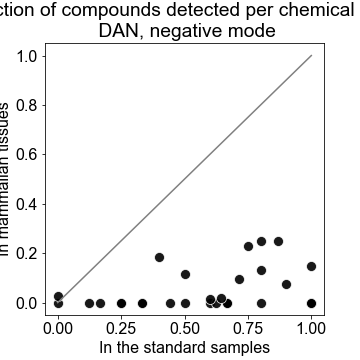 ction of compounds detected per chemical
DAN, negative mode
1.0
0.8
0.6
0.4
0.2
0.0
In mammalian tissues
0.00 0.25 0.50 0.75 1.00
In the standard samples